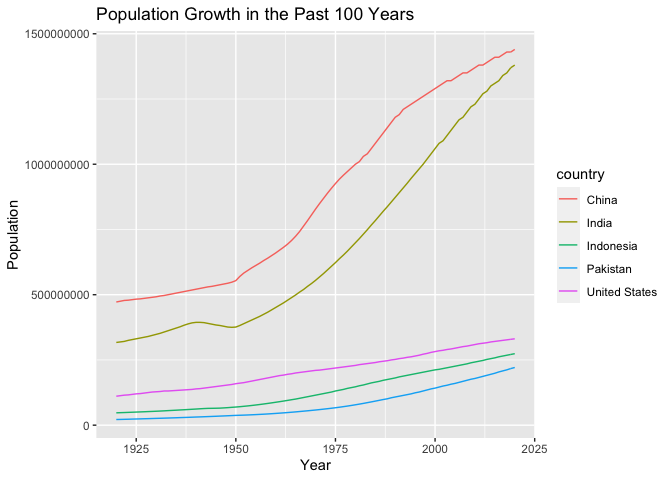 Population Growth in the Past 100 Years
1500000000
1000000000
500000000
0
Population
1925
1950
1975
2000
2025
Year
country
China
India
Indonesia
Pakistan
United States